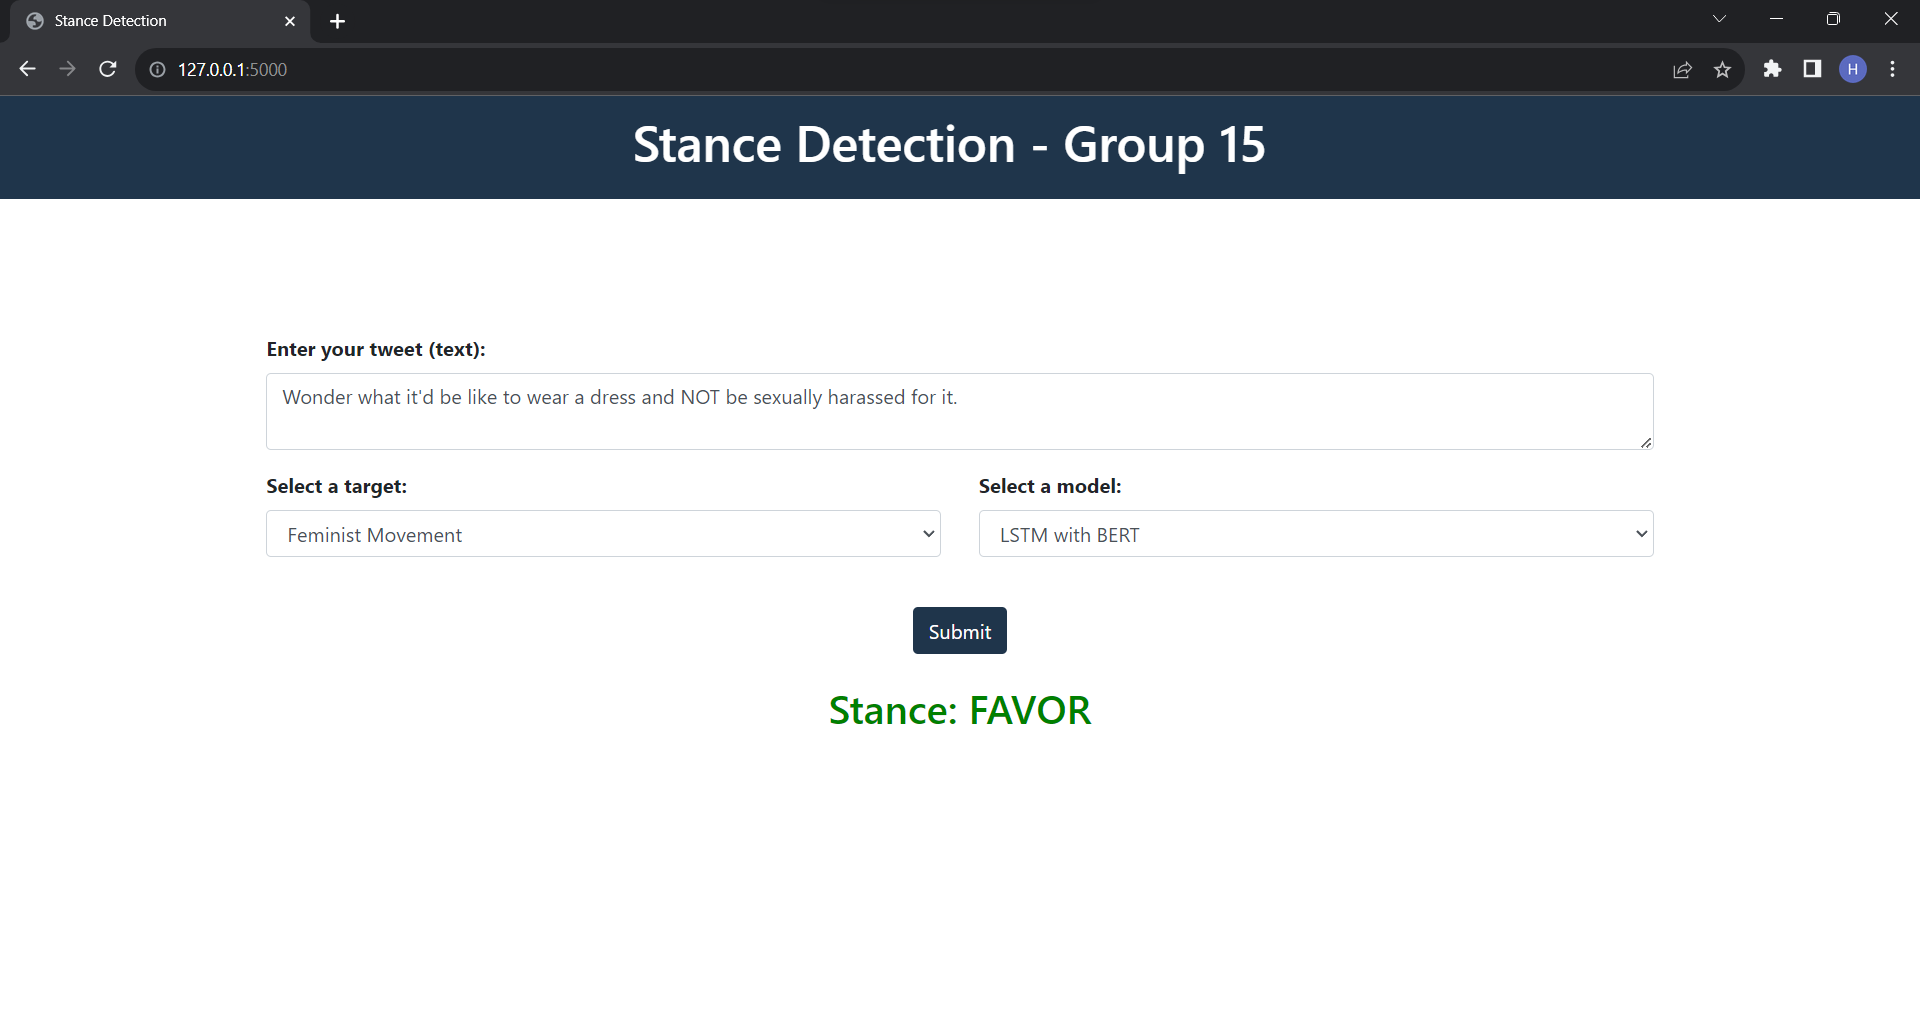 Stance Detection
127.0.0.1:5000
H
Stance Detection - Group 15
Enter your tweet (text):
Wonder what it'd be like to wear a dress and NOT be sexually harassed for it.
Select a target:
Select a model:
Feminist Movement
LSTM with BERT
Submit
Stance: FAVOR